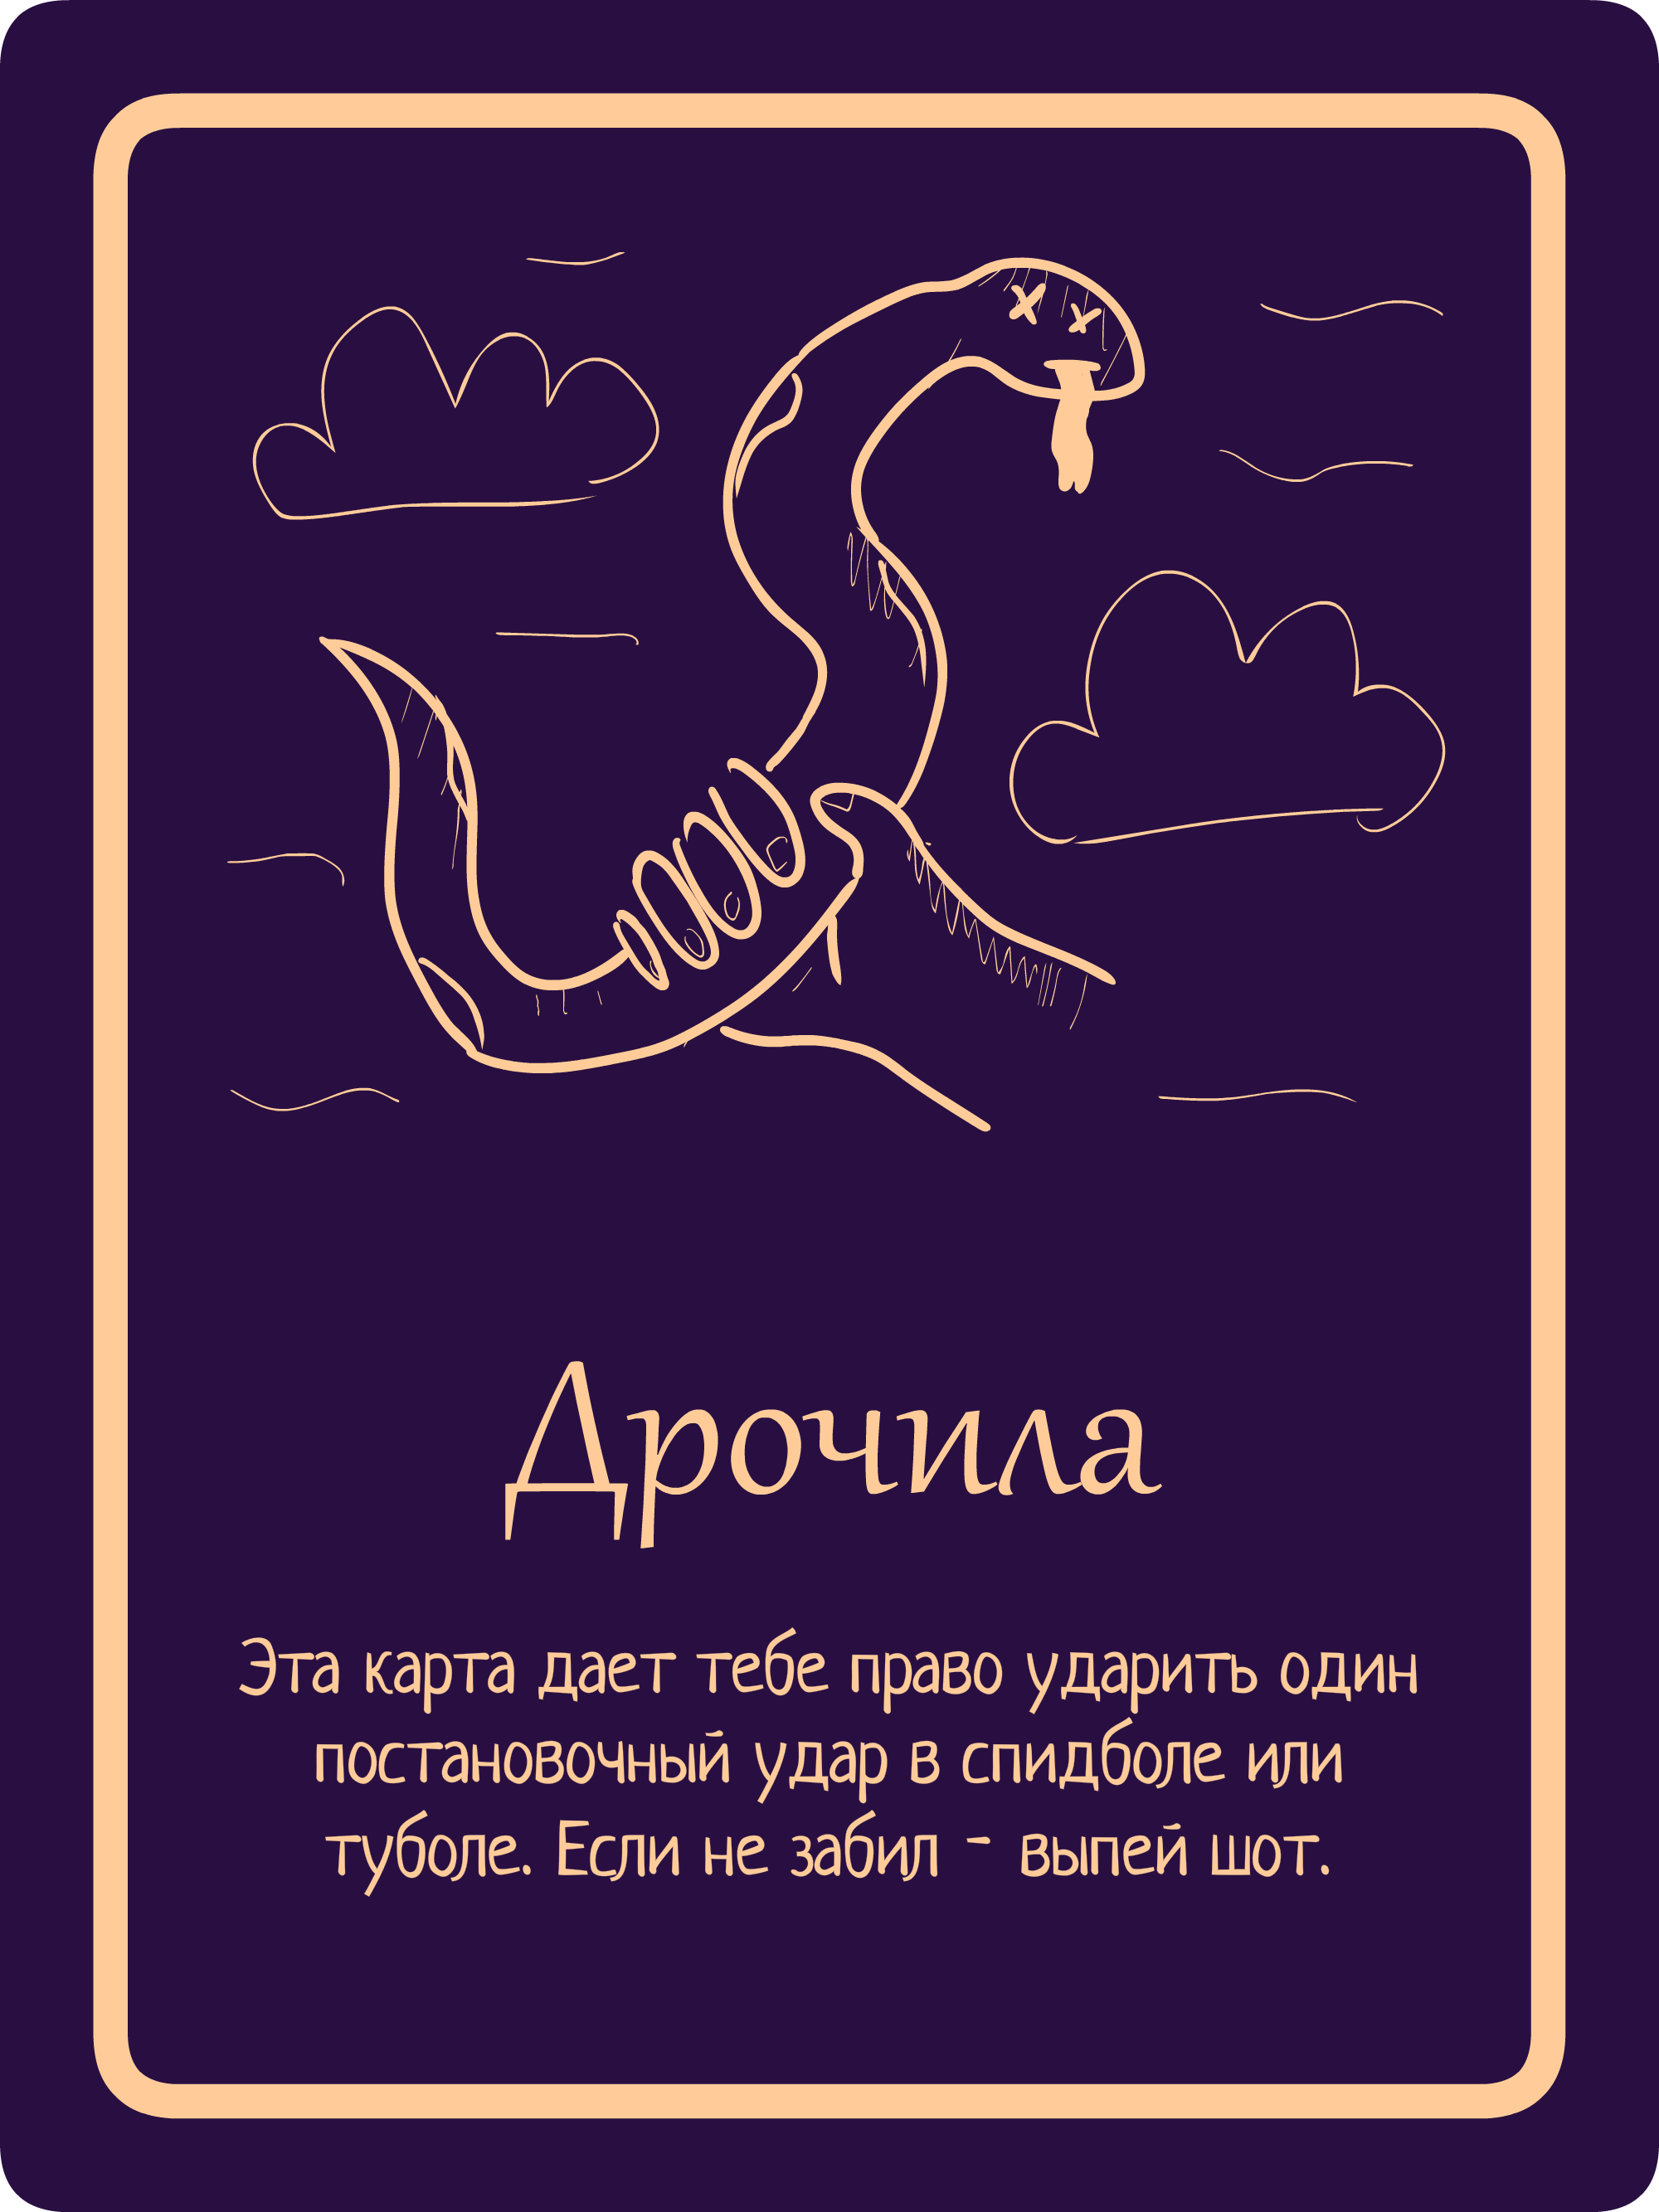 Дрочила
Эта карта дает тебе право ударить один
постановочный удар в спидболе или
туболе. Если не забил - выпей шот.